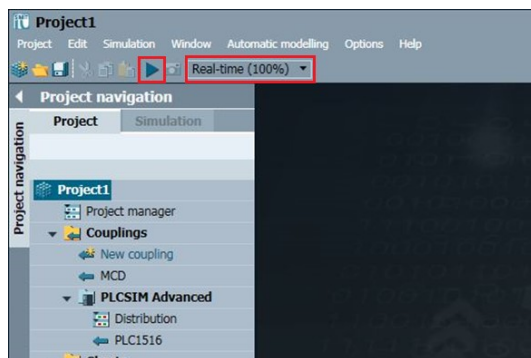 Project1
Project Edit Simulation Window Automatic modelling Options Help
Real-time (100%)
Project navigation
Project navigation
Project Simulation
Project1
Project manager
Couplings
New coupling
MCD
PLCSIM Advanced
Distribution
PLC1516